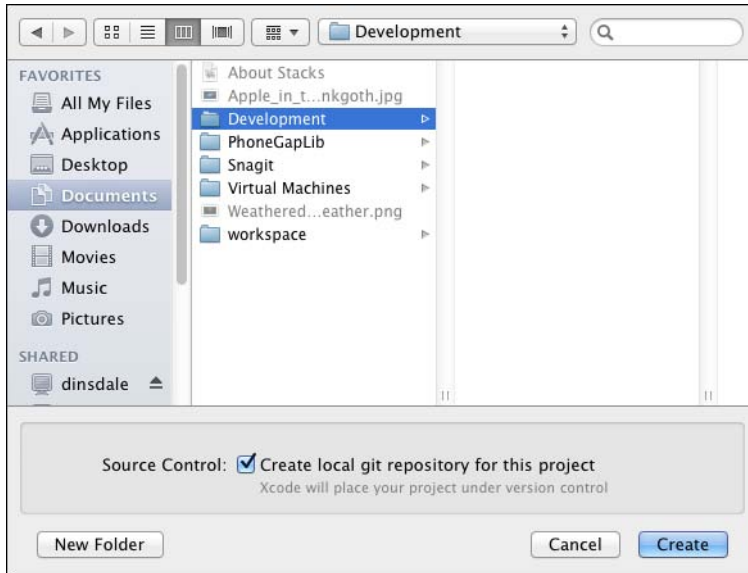 Development
FAVORITES
All My Files
Applications
Desktop
Documents
Downloads
Movies
Music
Pictures
SHARED
dinsdale
About Stacks
Apple_in_t...nkgoth.jpg
Development
PhoneGapLib
Snagit
Virtual Machines
Weathered...eather.png
workspace
Source Control: Create local git repository for this project
Xcode will place your project under version control
New Folder
Cancel
Create